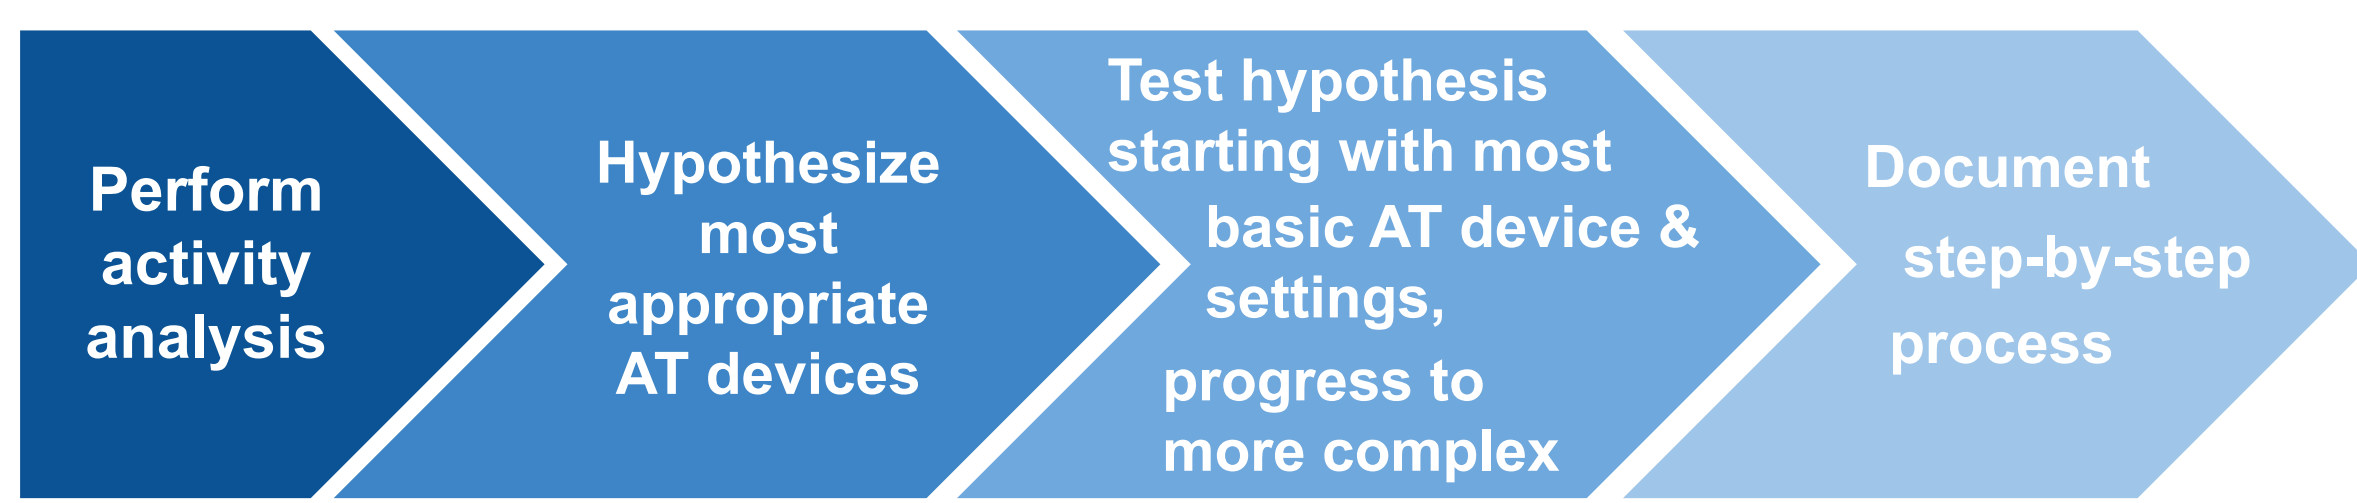 Perform
activity
analysis
Hypothesize
most
appropriate
AT devices
Test hypothesis
starting with most
basic AT device &
settings,
progress to
more complex
Document
step-by-step
process